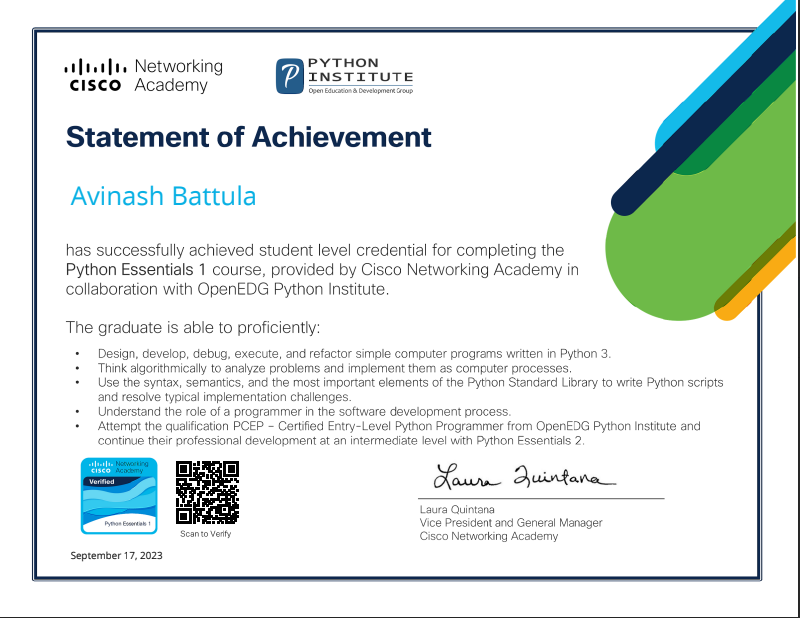 CISCO Networking Academy
PYTHON INSTITUTE
Open Education & Development Group
Statement of Achievement
Avinash Battula
has successfully achieved student level credential for completing the
Python Essentials 1 course, provided by Cisco Networking Academy in
collaboration with OpenEDG Python Institute.
The graduate is able to proficiently:
• Design, develop, debug, execute, and refactor simple computer programs written in Python 3.
• Think algorithmically to analyze problems and implement them as computer processes.
• Use the syntax, semantics, and the most important elements of the Python Standard Library to write Python scripts
and resolve typical implementation challenges.
• Understand the role of a programmer in the software development process.
• Attempt the qualification PCEP – Certified Entry-Level Python Programmer from OpenEDG Python Institute and
continue their professional development at an intermediate level with Python Essentials 2.
CISCO Networking Academy
Verified
Python Essentials 1
Scan to Verify
September 17, 2023
Laura Quintana
Laura Quintana
Vice President and General Manager
Cisco Networking Academy